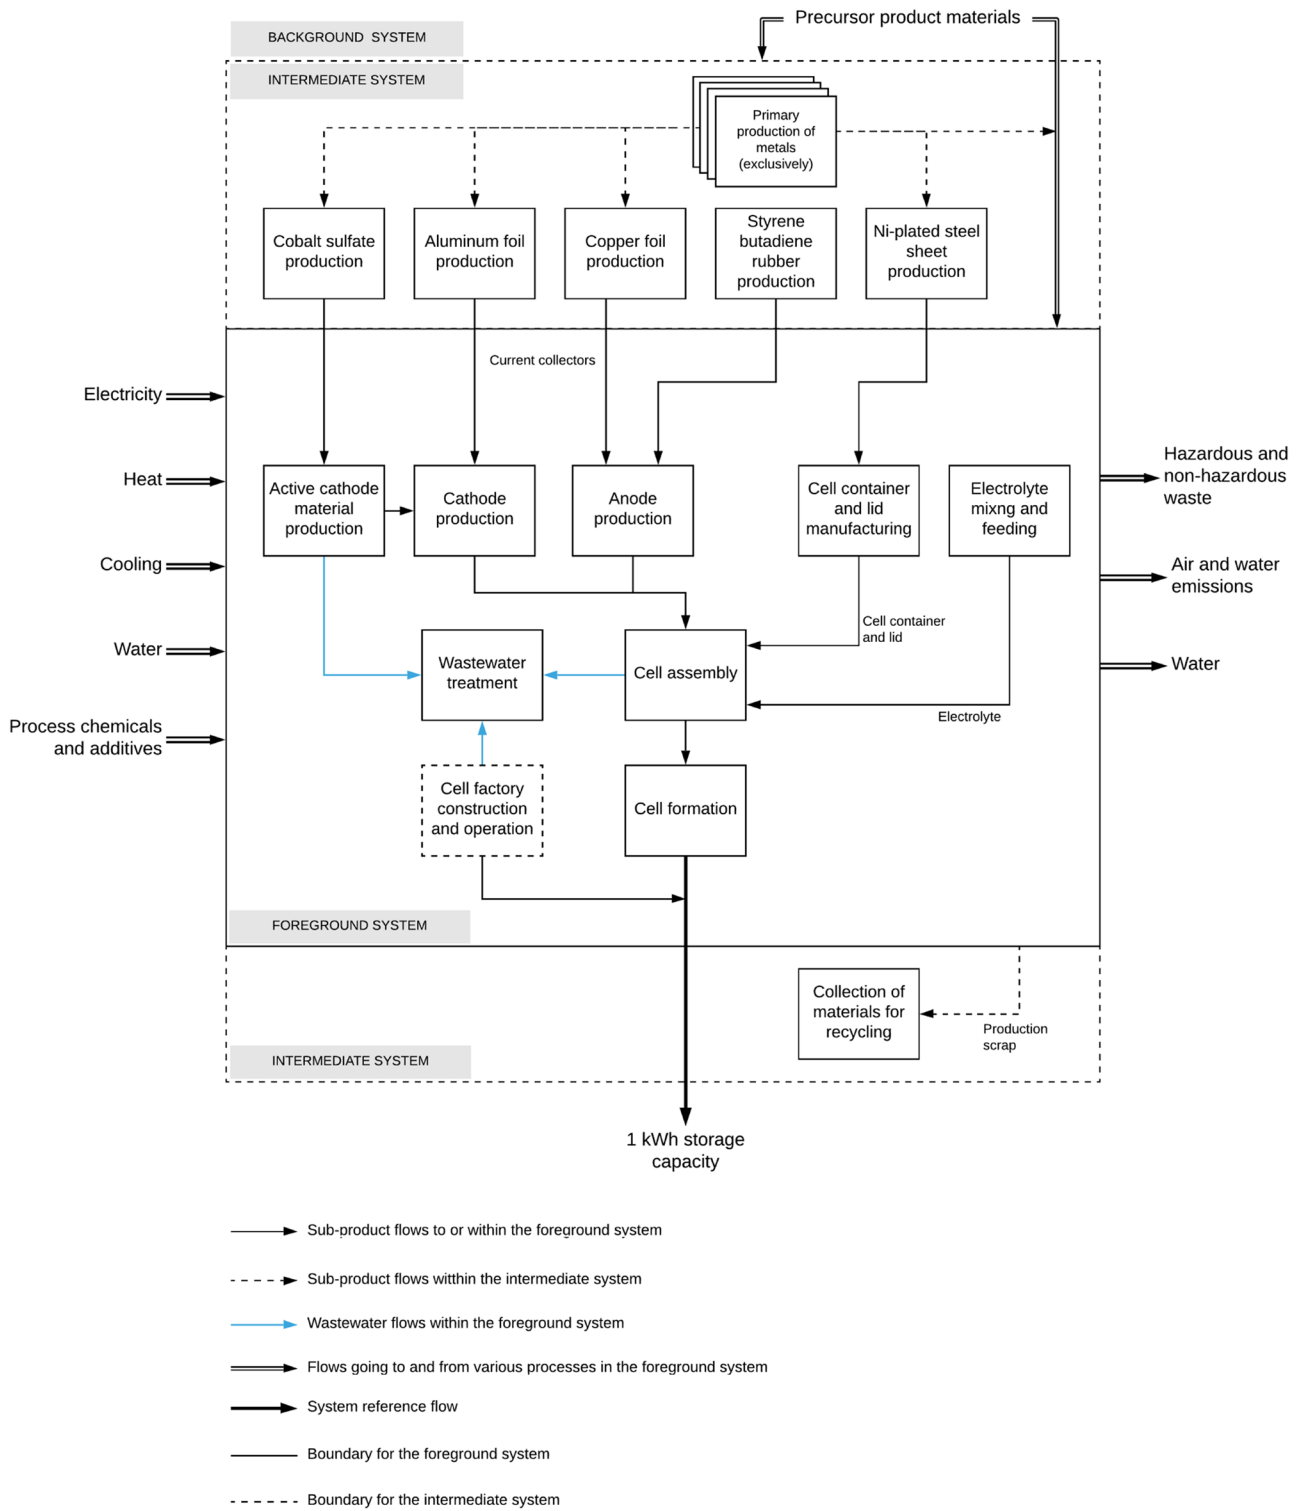 Precursor product materials
BACKGROUND SYSTEM
INTERMEDIATE SYSTEM
Primary
production of
metals
(exclusively)
Cobalt sulfate
production
Aluminum foil
production
Copper foil
production
Styrene
butadiene
rubber
production
Ni-plated steel
sheet
production
Current collectors
Electricity
Heat
Cooling
Water
Process chemicals
and additives
Active cathode
material
production
Cathode
production
Anode
production
Cell container
and lid
manufacturing
Electrolyte
mixng and
feeding
Hazardous and
non-hazardous
waste
Air and water
emissions
Water
Cell container
and lid
Wastewater
treatment
Cell assembly
Electrolyte
Cell factory
construction
and operation
Cell formation
FOREGROUND SYSTEM
Collection of
materials for
recycling
Production
scrap
INTERMEDIATE SYSTEM
1 kWh storage
capacity
Sub-product flows to or within the foreground system
Sub-product flows witthin the intermediate system
Wastewater flows within the foreground system
Flows going to and from various processes in the foreground system
System reference flow
Boundary for the foreground system
Boundary for the intermediate system